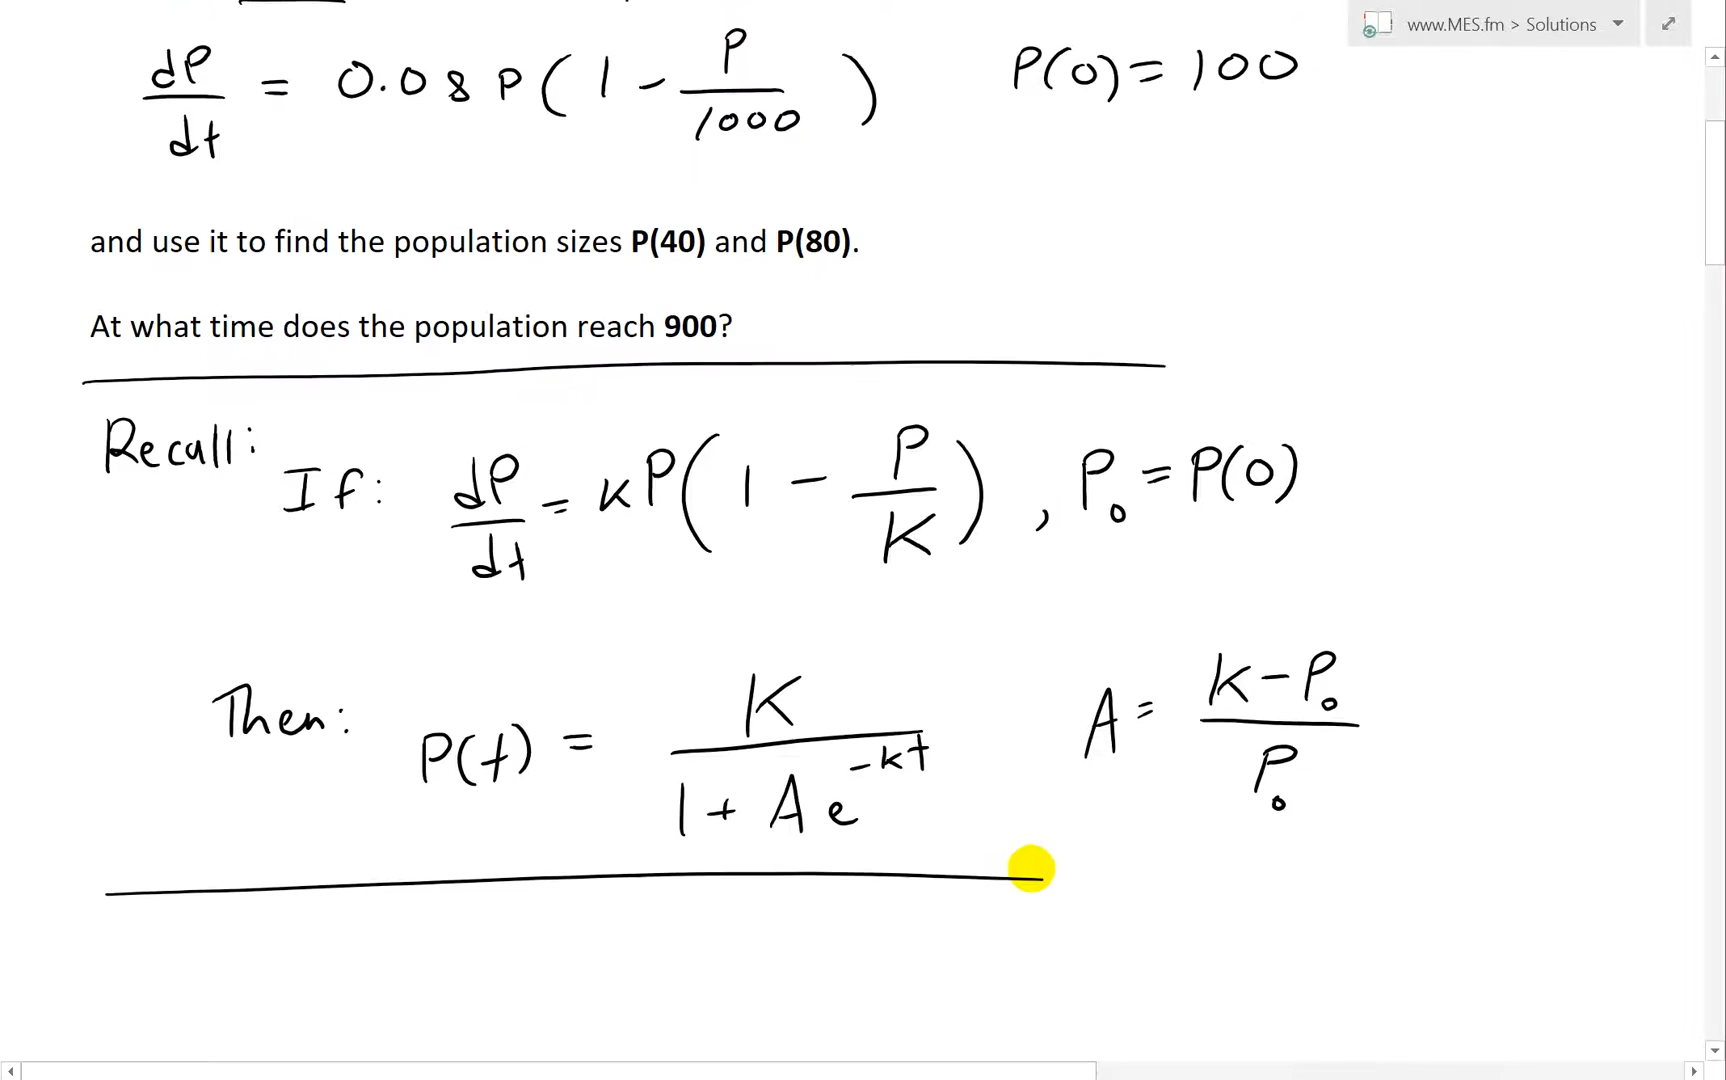 www.MES.fm > Solutions
dP/dt = 0.08 P(1 - P/1000) P(0) = 100
and use it to find the population sizes P(40) and P(80).
At what time does the population reach 900?
Recall:
If: dP/dt = kP(1 - P/K), P₀ = P(0)
Then: P(t) = K/(1 + A e^(-kt)) A = (K - P₀)/P₀